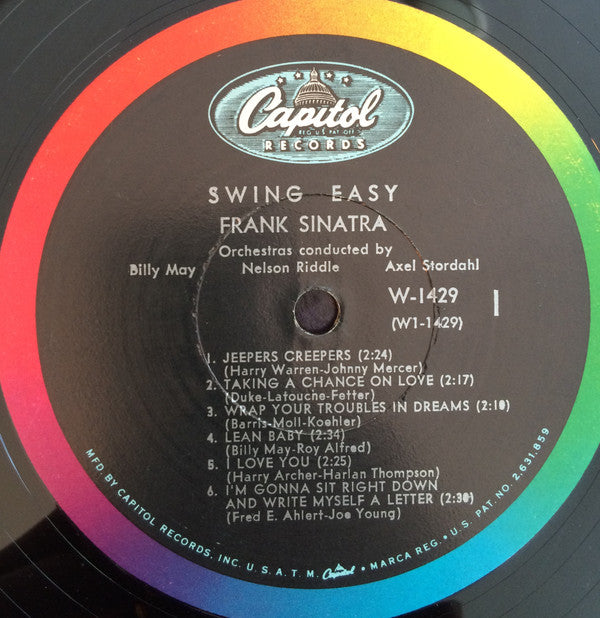 Capitol
REG. U.S. PAT. OFF.
RECORDS
SWING EASY
FRANK SINATRA
Orchestras conducted by
Billy May Nelson Riddle Axel Stordahl
W-1429 1
(W1-1429)
1. JEEPERS CREEPERS (2:24)
(Harry Warren-Johnny Mercer)
2. TAKING A CHANCE ON LOVE (2:17)
(Duke-Latouche-Fetter)
3. WRAP YOUR TROUBLES IN DREAMS (2:10)
(Barris-Moll-Koehler)
4. LEAN BABY (2:34)
(Billy May-Roy Alfred)
5. I LOVE YOU (2:25)
(Harry Archer-Harlan Thompson)
6. I'M GONNA SIT RIGHT DOWN
AND WRITE MYSELF A LETTER (2:30)
(Fred E. Ahlert-Joe Young)
MFD. BY CAPITOL RECORDS, INC. U.S.A. T.M. Capitol • MARCA REG. • U.S. PAT. NO. 2,631,859